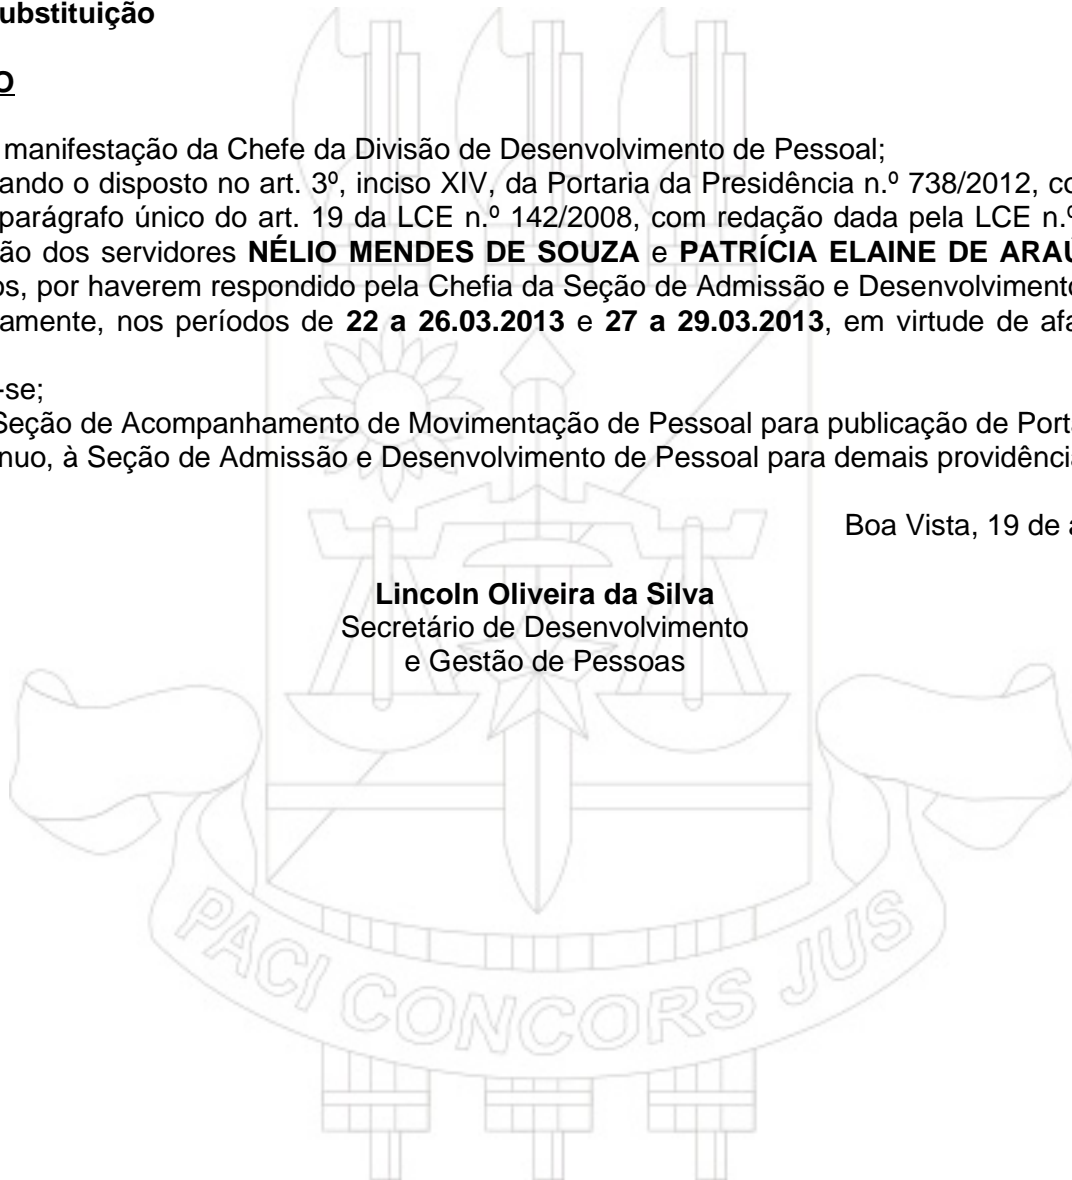 ubstituição
O
manifestação da Chefe da Divisão de Desenvolvimento de Pessoal;
ando o disposto no art. 3º, inciso XIV, da Portaria da Presidência n.º 738/2012, co
parágrafo único do art. 19 da LCE n.º 142/2008, com redação dada pela LCE n.º
ão dos servidores NÉLIO MENDES DE SOUZA e PATRÍCIA ELAINE DE ARAÚ
os, por haverem respondido pela Chefia da Seção de Admissão e Desenvolvimento
amente, nos períodos de 22 a 26.03.2013 e 27 a 29.03.2013, em virtude de afa
-se;
Seção de Acompanhamento de Movimentação de Pessoal para publicação de Porta
nuo, à Seção de Admissão e Desenvolvimento de Pessoal para demais providência
Boa Vista, 19 de a
Lincoln Oliveira da Silva
Secretário de Desenvolvimento
e Gestão de Pessoas
PACI CONCORS JUS